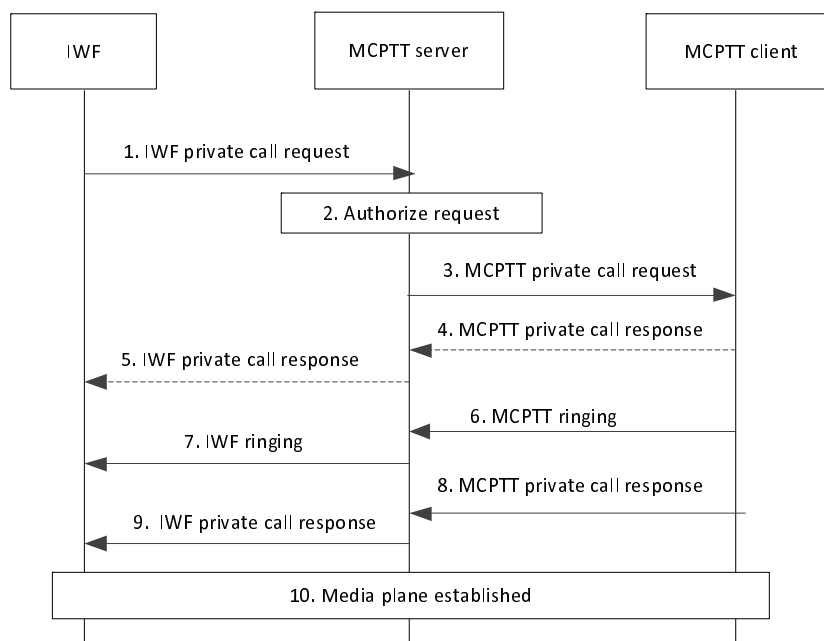 IWF
MCPTT server
MCPTT client
1. IWF private call request
2. Authorize request
3. MCPTT private call request
4. MCPTT private call response
5. IWF private call response
6. MCPTT ringing
7. IWF ringing
8. MCPTT private call response
9. IWF private call response
10. Media plane established